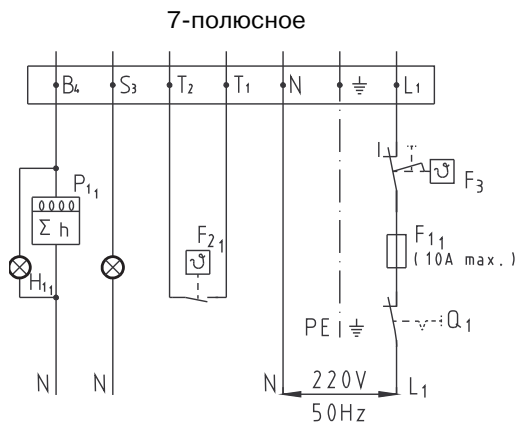 7-полюсное
B4 S3 T2 T1 N L1
P11
Σ h
H11
F21
ϑ
ϑ F3
F11
(10A max.)
PE
Q1
N N N 220V L1
50Hz